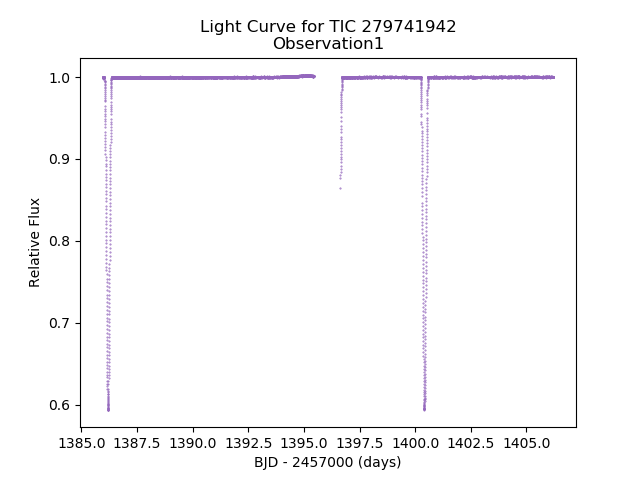 Light Curve for TIC 279741942
Observation1
1.0
0.9
0.8
0.7
0.6
Relative Flux
1385.0 1387.5 1390.0 1392.5 1395.0 1397.5 1400.0 1402.5 1405.0
BJD - 2457000 (days)